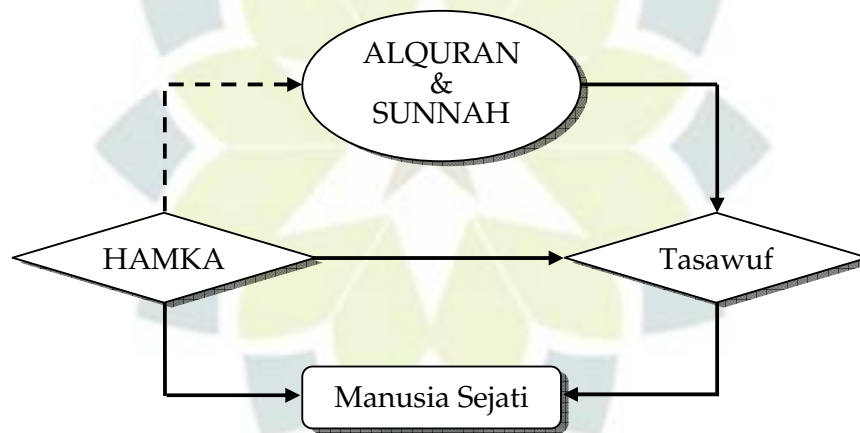 ALQURAN
&
SUNNAH
HAMKA
Tasawuf
Manusia Sejati